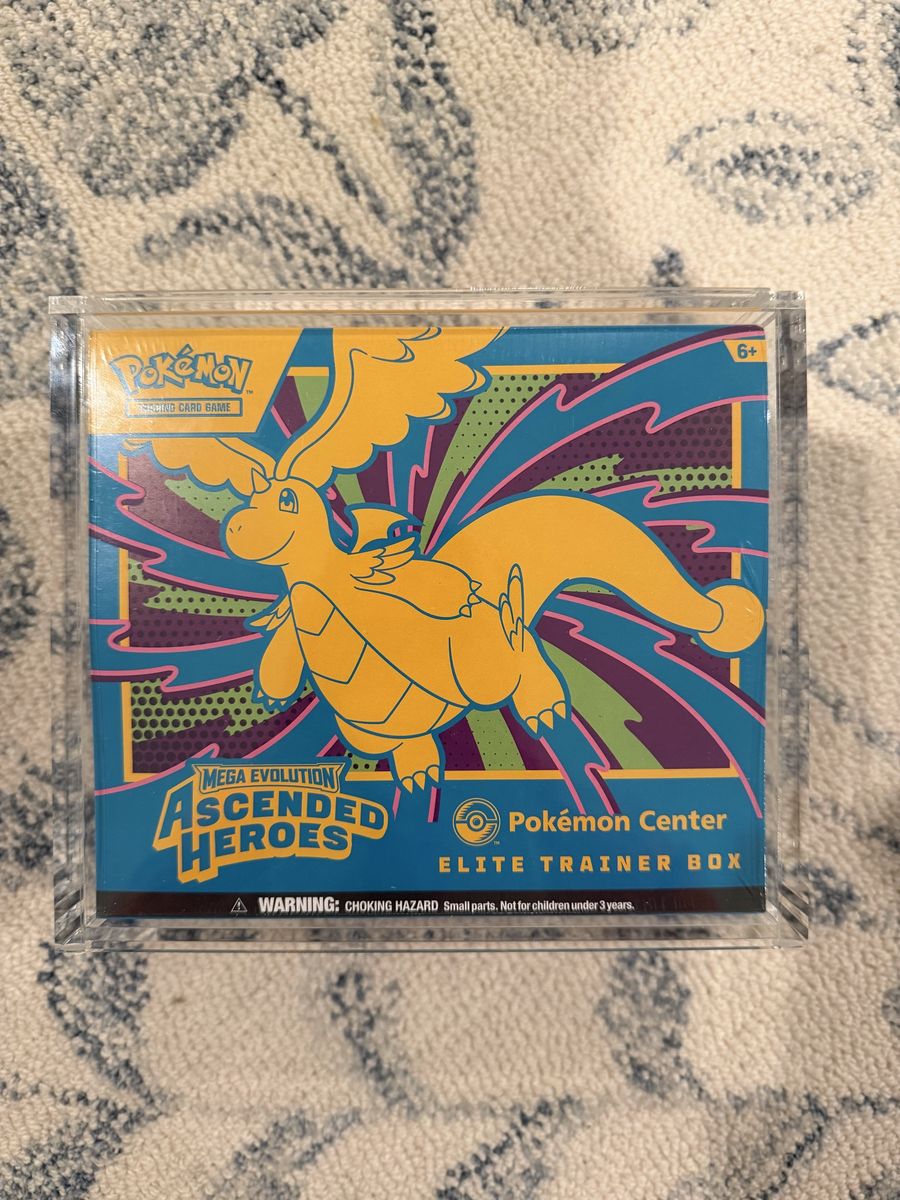 POKéMON
TRADING CARD GAME
6+
MEGA EVOLUTION
ASCENDED
HEROES
Pokémon Center
TM
ELITE TRAINER BOX
WARNING: CHOKING HAZARD Small parts. Not for children under 3 years.